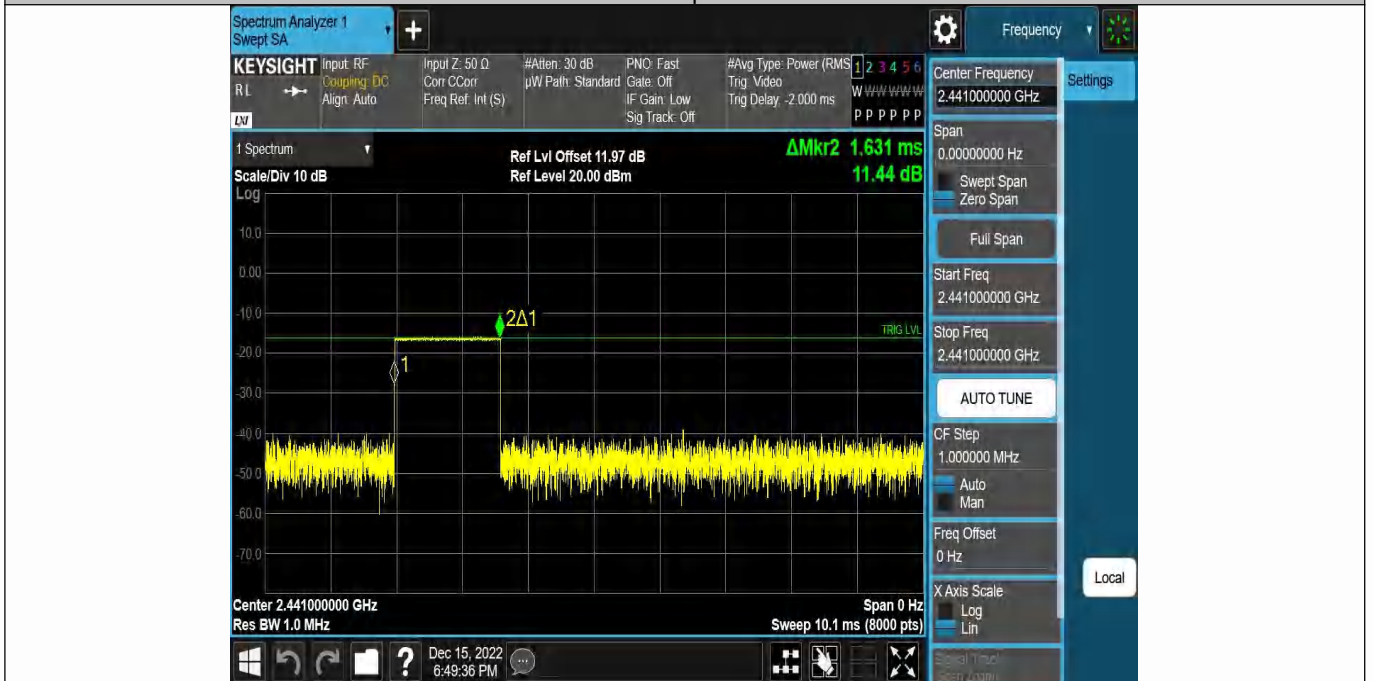 Spectrum Analyzer 1
Swept SA
+
Frequency
KEYSIGHT
RL
LXI
Input: RF
Coupling: DC
Align: Auto
Input Z: 50 Ω
Corr CCorr
Freq Ref: Int (S)
#Atten: 30 dB
µW Path: Standard
PNO: Fast
Gate: Off
IF Gain: Low
Sig Track: Off
#Avg Type: Power (RMS
Trig: Video
Trig Delay: -2.000 ms
1 2 3 4 5 6
W W W W W W
P P P P P P
Center Frequency
2.441000000 GHz
Settings
1 Spectrum
Scale/Div 10 dB
Log
Ref Lvl Offset 11.97 dB
Ref Level 20.00 dBm
ΔMkr2 1.631 ms
11.44 dB
Span
0.00000000 Hz
Swept Span
Zero Span
Full Span
Start Freq
2.441000000 GHz
Stop Freq
2.441000000 GHz
AUTO TUNE
CF Step
1.000000 MHz
Auto
Man
Freq Offset
0 Hz
X Axis Scale
Log
Lin
Signal Track
Local
10.0
0.00
-10.0
-20.0
-30.0
-40.0
-50.0
-60.0
-70.0
2Δ1
1
TRIG LVL
Center 2.441000000 GHz
Res BW 1.0 MHz
Span 0 Hz
Sweep 10.1 ms (8000 pts)
?
Dec 15, 2022
6:49:36 PM